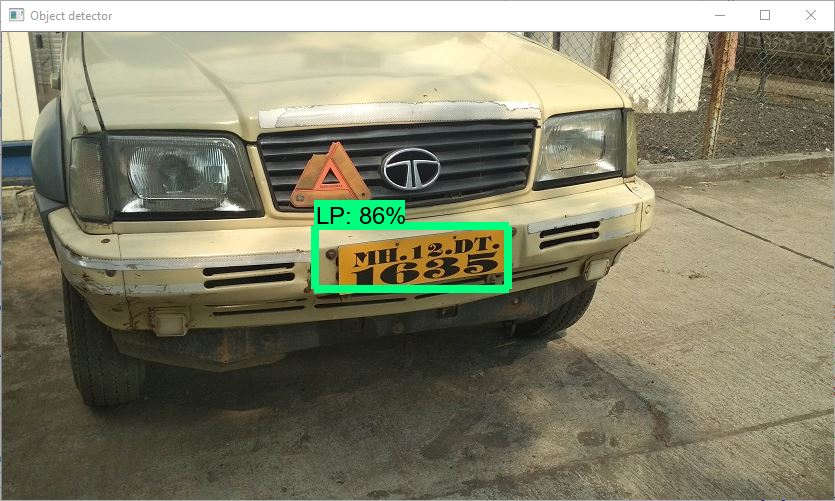 Object detector
LP: 86%
MH.12.DT.
1635